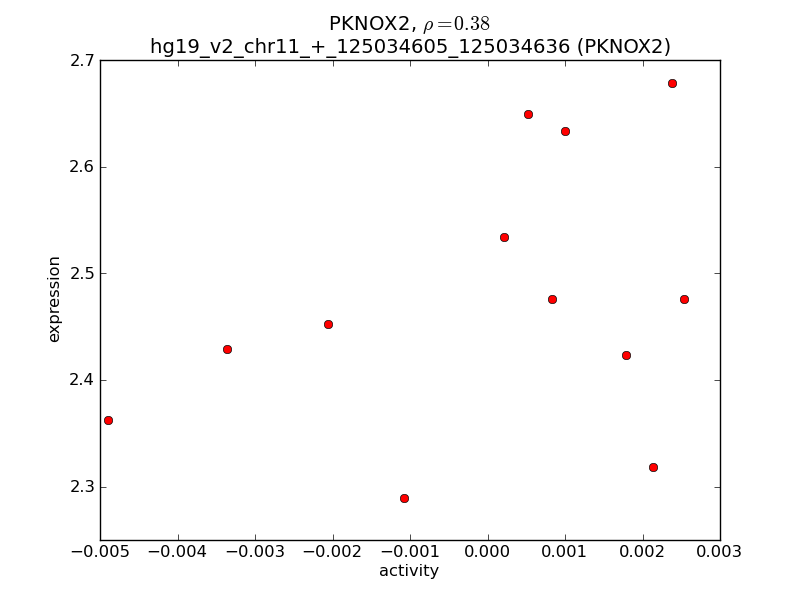 PKNOX2, ρ=0.38
hg19_v2_chr11_+_125034605_125034636 (PKNOX2)
2.7
2.6
2.5
2.4
2.3
expression
−0.005 −0.004 −0.003 −0.002 −0.001 0.000 0.001 0.002 0.003
activity